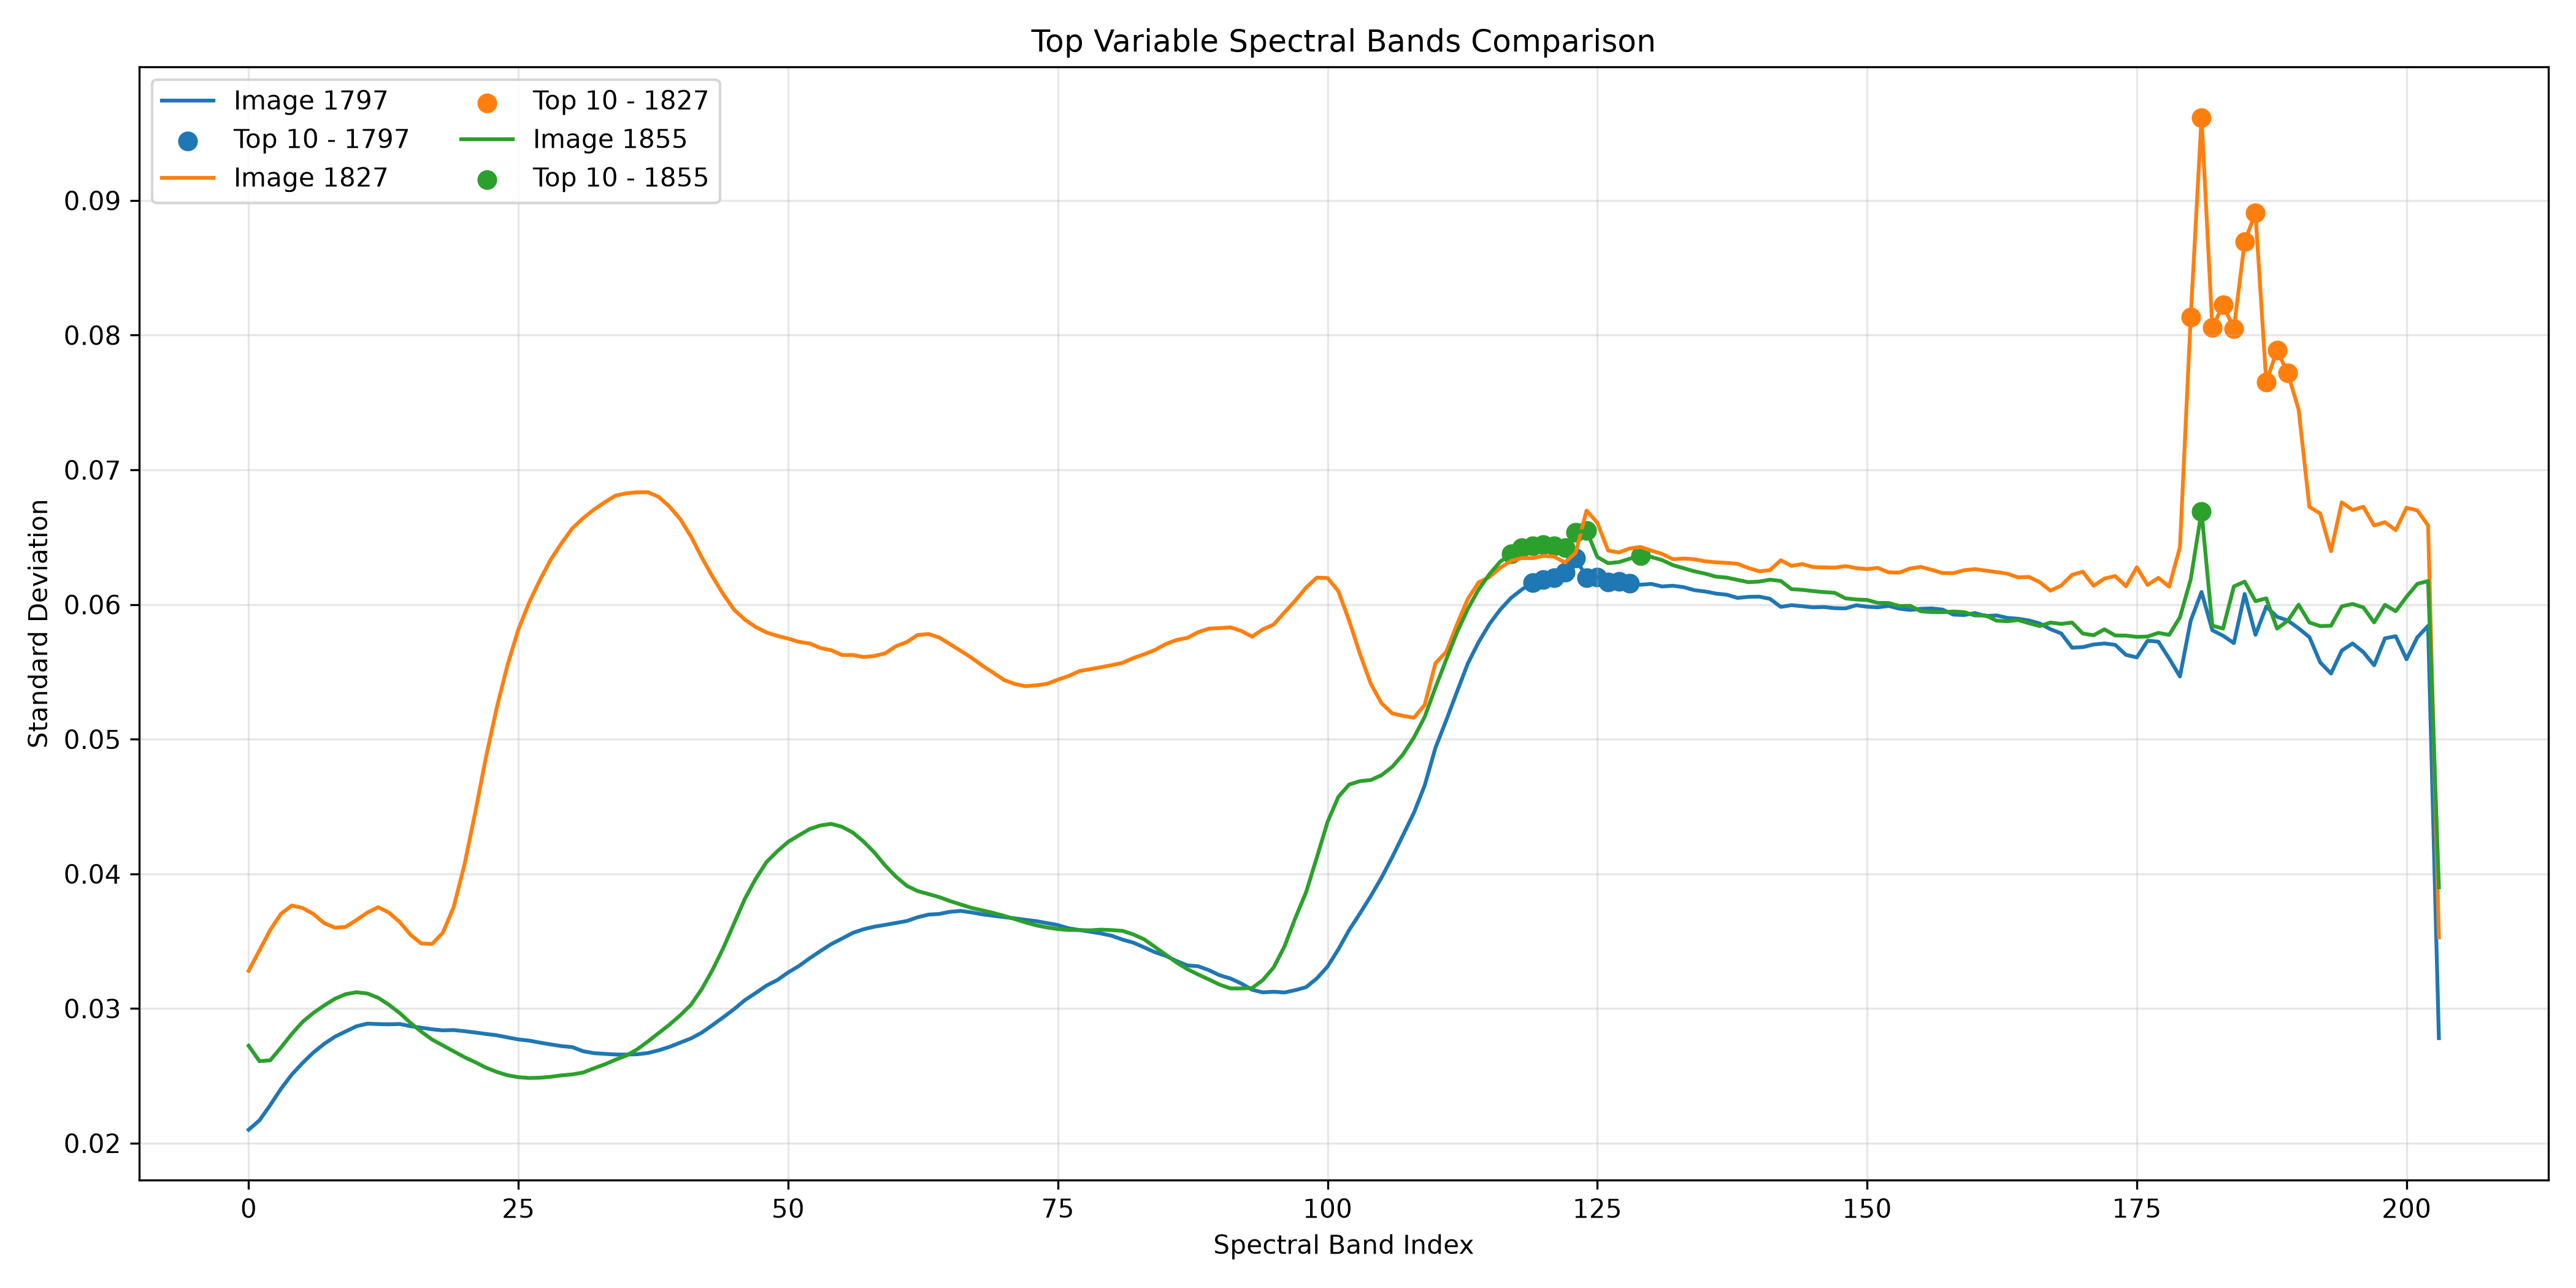 Top Variable Spectral Bands Comparison
Image 1797
Top 10 - 1797
Image 1827
Top 10 - 1827
Image 1855
Top 10 - 1855
Standard Deviation
0.09
0.08
0.07
0.06
0.05
0.04
0.03
0.02
0 25 50 75 100 125 150 175 200
Spectral Band Index